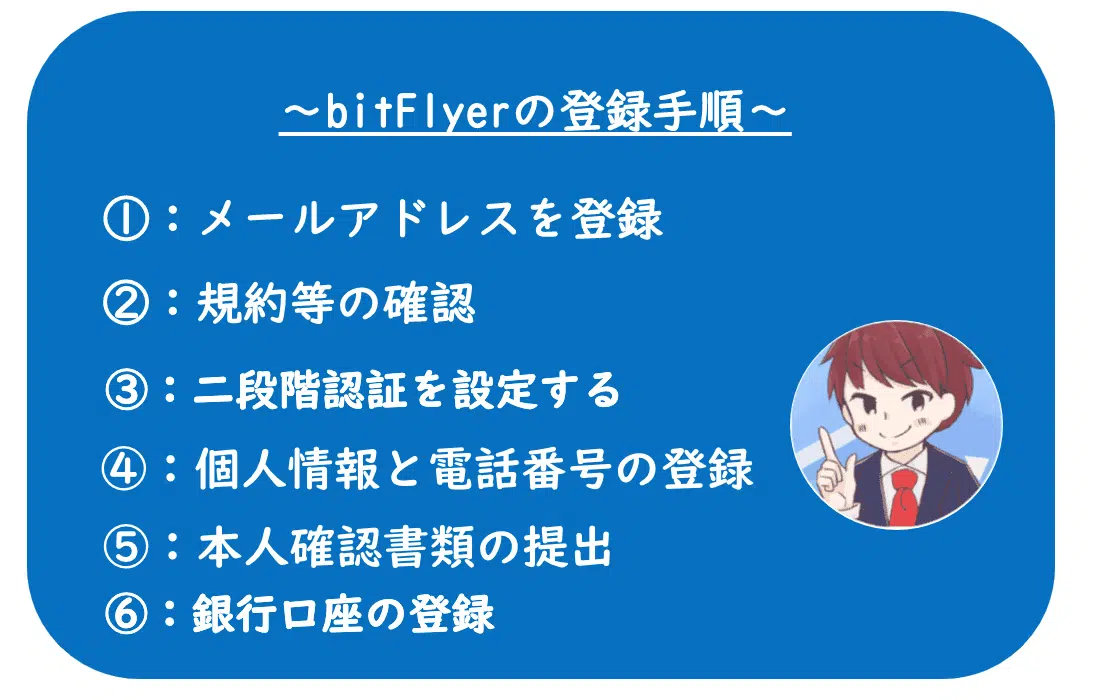 ～bitFlyerの登録手順～
①：メールアドレスを登録
②：規約等の確認
③：二段階認証を設定する
④：個人情報と電話番号の登録
⑤：本人確認書類の提出
⑥：銀行口座の登録